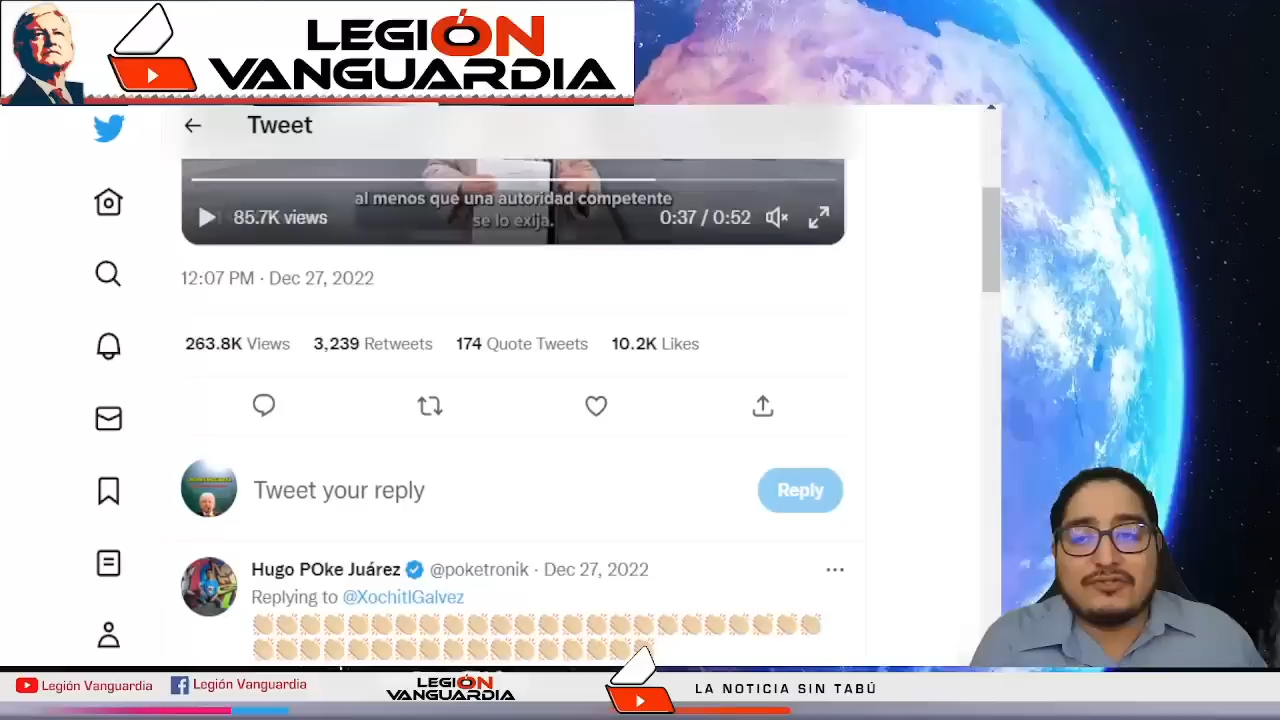 LEGIÓN
VANGUARDIA
Tweet
al menos que una autoridad competente
se lo exija.
85.7K views
0:37 / 0:52
12:07 PM · Dec 27, 2022
263.8K Views 3,239 Retweets 174 Quote Tweets 10.2K Likes
Tweet your reply
Reply
Hugo POke Juárez @poketronik · Dec 27, 2022
Replying to @XochitlGalvez
👏🏻👏🏻👏🏻👏🏻👏🏻👏🏻👏🏻👏🏻👏🏻👏🏻👏🏻👏🏻👏🏻👏🏻👏🏻👏🏻👏🏻👏🏻👏🏻👏🏻👏🏻👏🏻👏🏻👏🏻
👏🏻👏🏻👏🏻👏🏻👏🏻👏🏻👏🏻👏🏻👏🏻👏🏻👏🏻👏🏻👏🏻👏🏻👏🏻👏🏻👏🏻
Legión Vanguardia
Legión Vanguardia
LEGIÓN
VANGUARDIA
LA NOTICIA SIN TABÚ